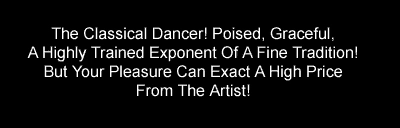 The Classical Dancer! Poised, Graceful,
A Highly Trained Exponent Of A Fine Tradition!
But Your Pleasure Can Exact A High Price
From The Artist!